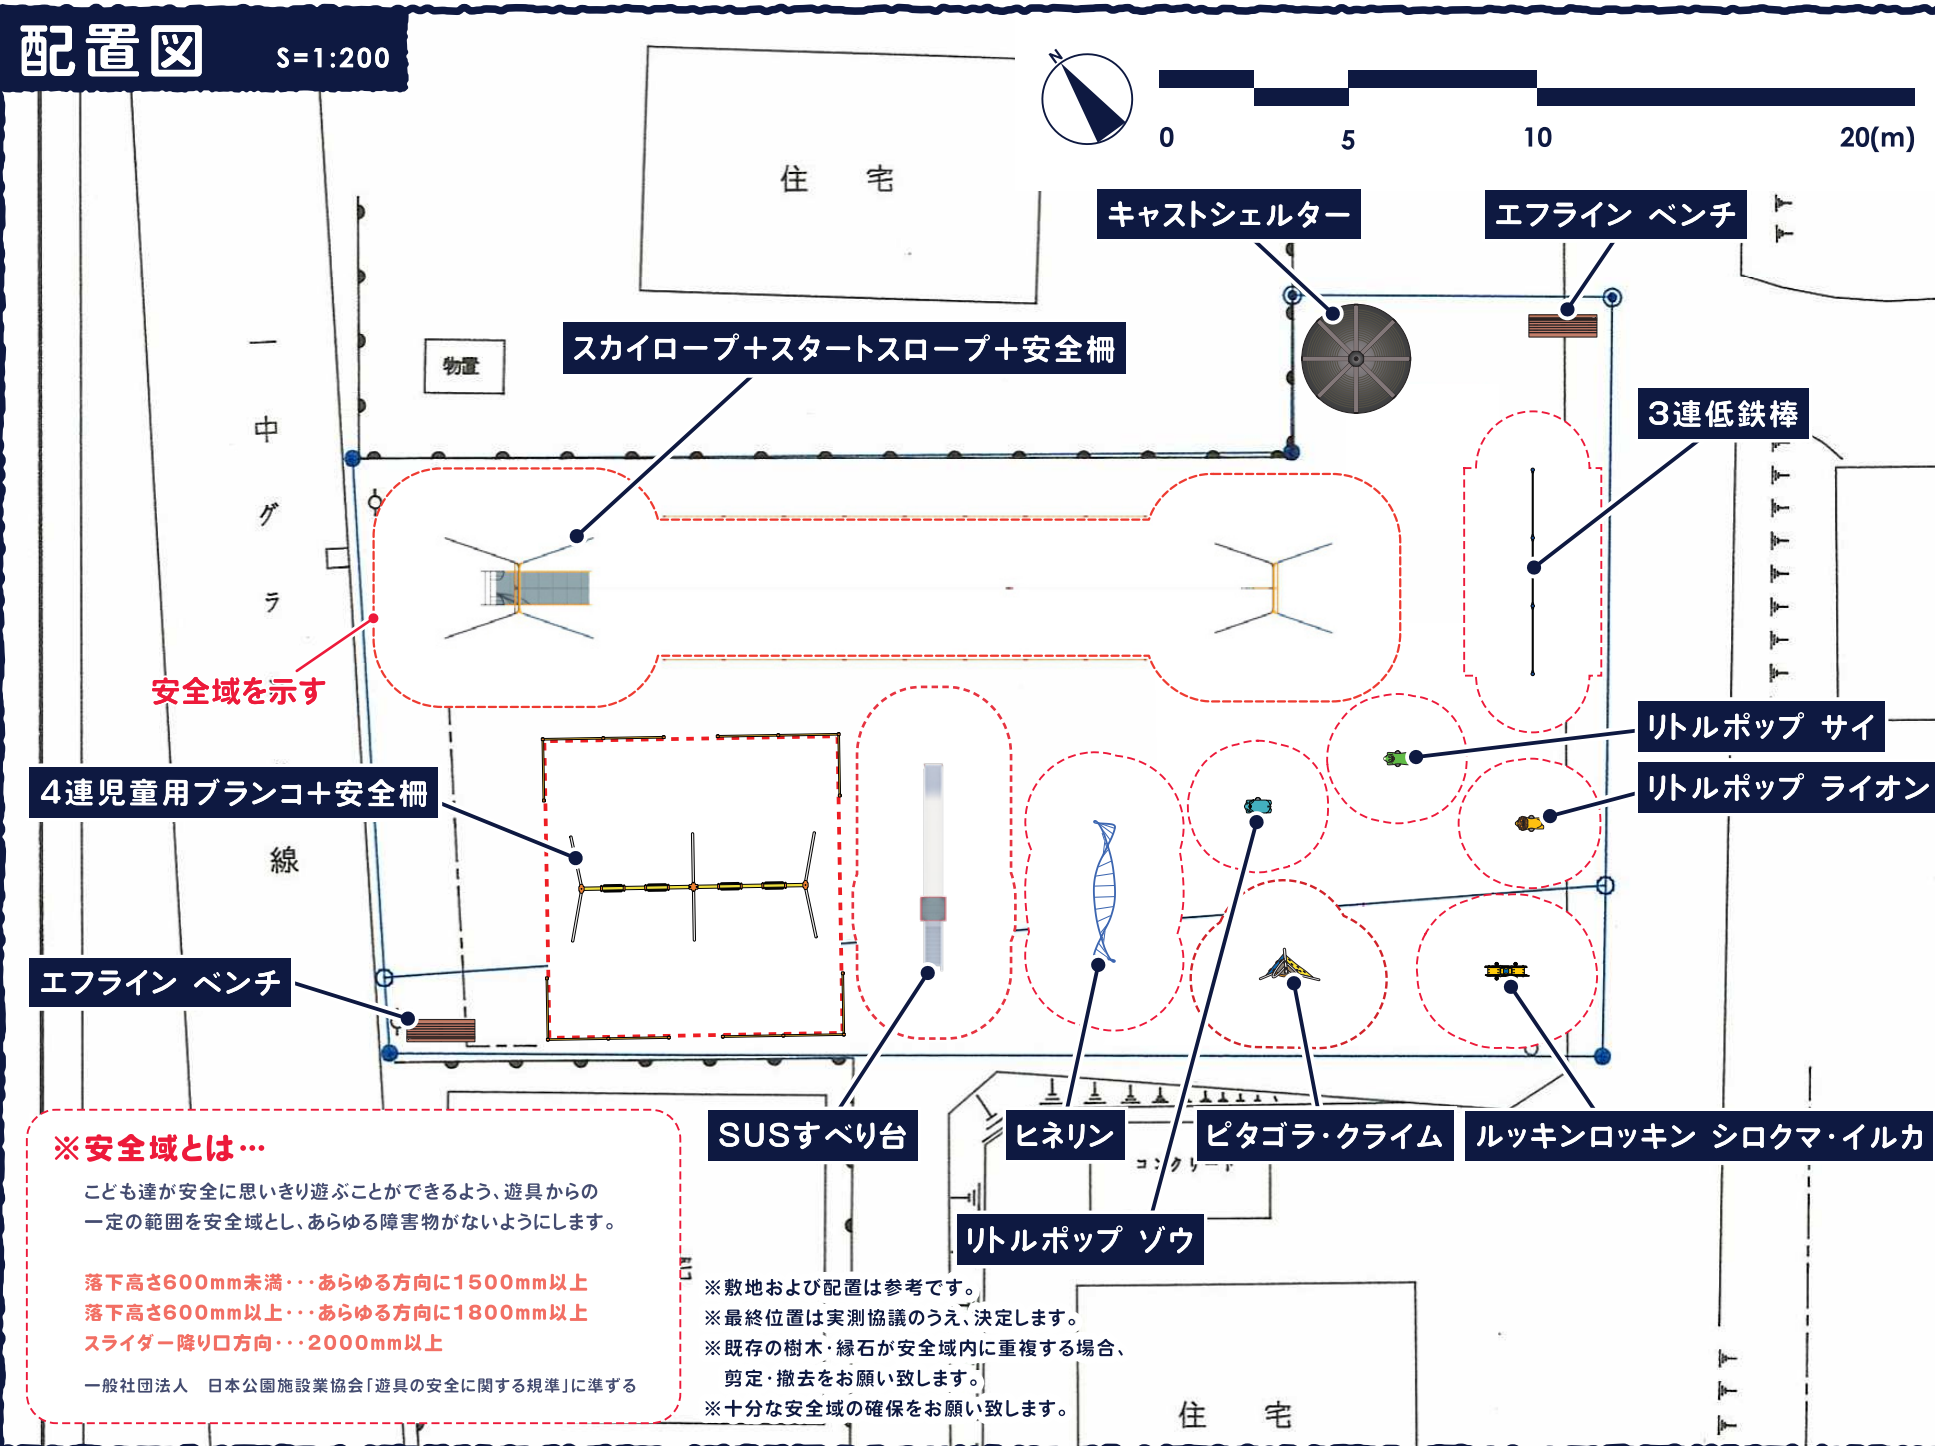 配置図 S=1:200
N
0 5 10 20(m)
住 宅
キャストシェルター
エフライン ベンチ
スカイロープ＋スタートスロープ＋安全柵
物置
3連低鉄棒
一中グラ
線
安全域を示す
リトルポップ サイ
リトルポップ ライオン
4連児童用ブランコ＋安全柵
エフライン ベンチ
SUSすべり台
ヒネリン
ピタゴラ・クライム
ルッキンロッキン シロクマ・イルカ
コンクリート
リトルポップ ゾウ
※安全域とは…
こども達が安全に思いきり遊ぶことができるよう、遊具からの
一定の範囲を安全域とし、あらゆる障害物がないようにします。
落下高さ600mm未満･･･あらゆる方向に1500mm以上
落下高さ600mm以上･･･あらゆる方向に1800mm以上
スライダー降り口方向･･･2000mm以上
一般社団法人　日本公園施設業協会「遊具の安全に関する規準」に準ずる
※敷地および配置は参考です。
※最終位置は実測協議のうえ、決定します。
※既存の樹木・縁石が安全域内に重複する場合、
剪定・撤去をお願い致します。
※十分な安全域の確保をお願い致します。
住 宅